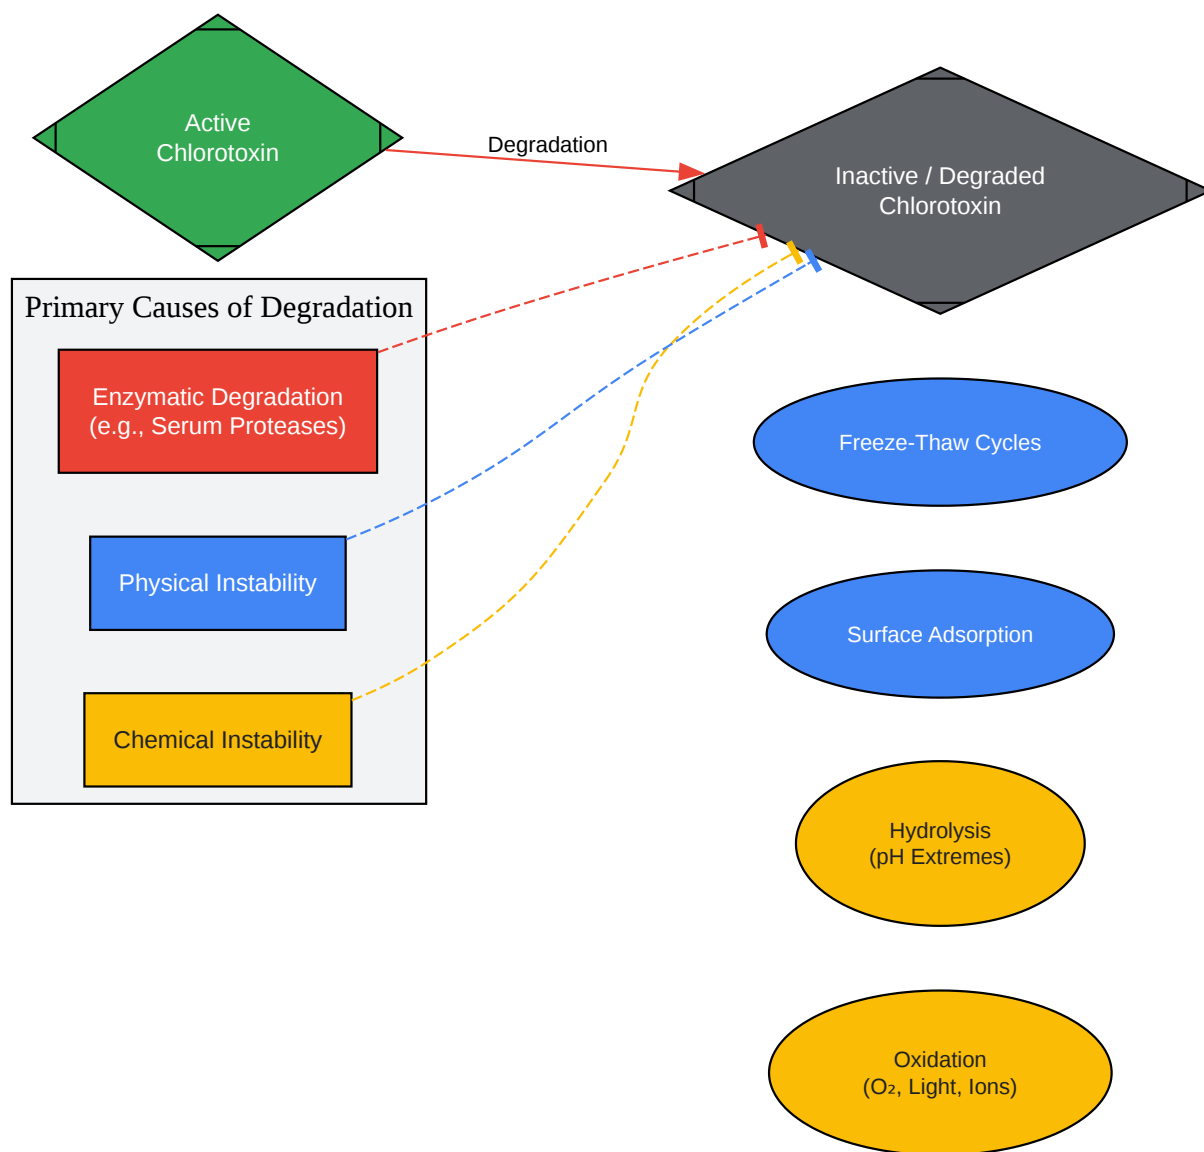 Active
Chlorotoxin
Degradation
Inactive / Degraded
Chlorotoxin
Primary Causes of Degradation
Enzymatic Degradation
(e.g., Serum Proteases)
Physical Instability
Chemical Instability
Freeze-Thaw Cycles
Surface Adsorption
Hydrolysis
(pH Extremes)
Oxidation
(O₂, Light, Ions)